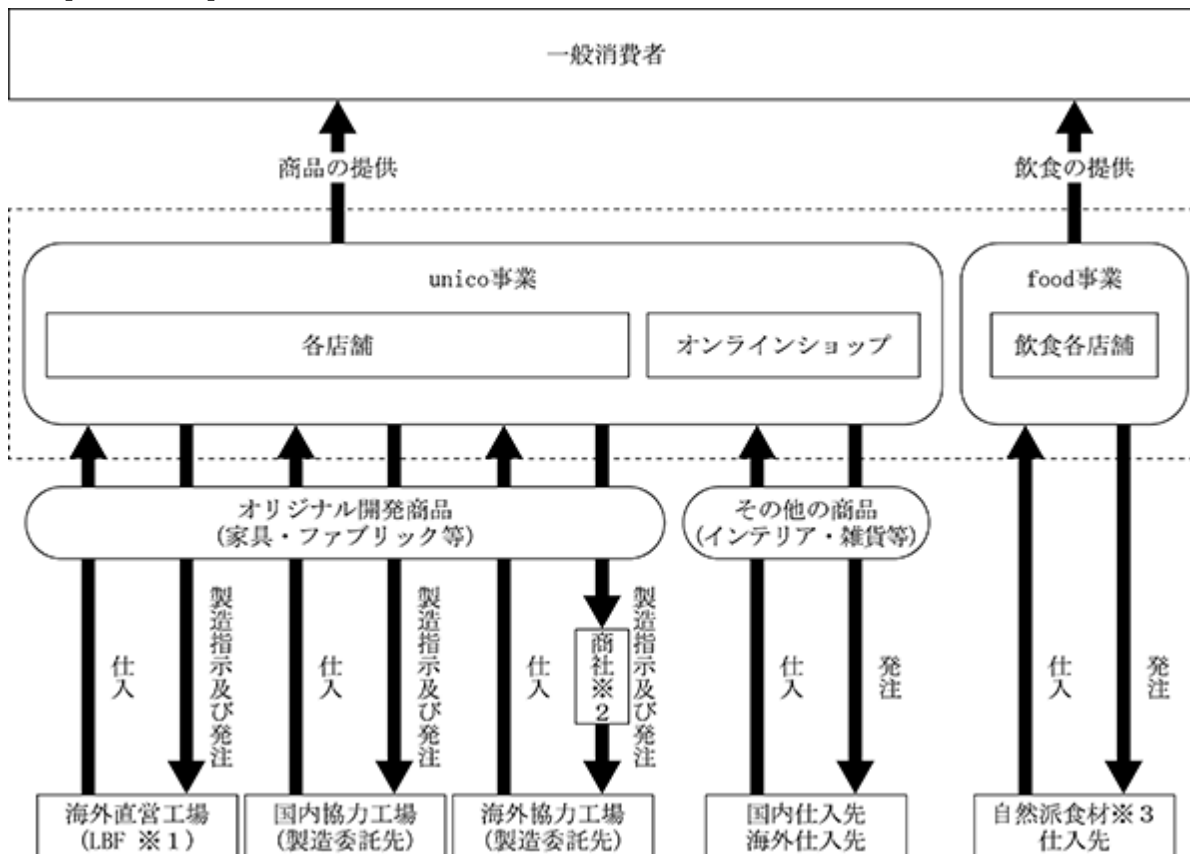 一般消費者
商品の提供
飲食の提供
unico事業
food事業
各店舗
オンラインショップ
飲食各店舗
オリジナル開発商品
(家具・ファブリック等)
その他の商品
(インテリア・雑貨等)
仕入
製造指示及び発注
仕入
製造指示及び発注
仕入
商社※2
製造指示及び発注
仕入
発注
仕入
発注
海外直営工場
(LBF ※1)
国内協力工場
(製造委託先)
海外協力工場
(製造委託先)
国内仕入先
海外仕入先
自然派食材※3
仕入先